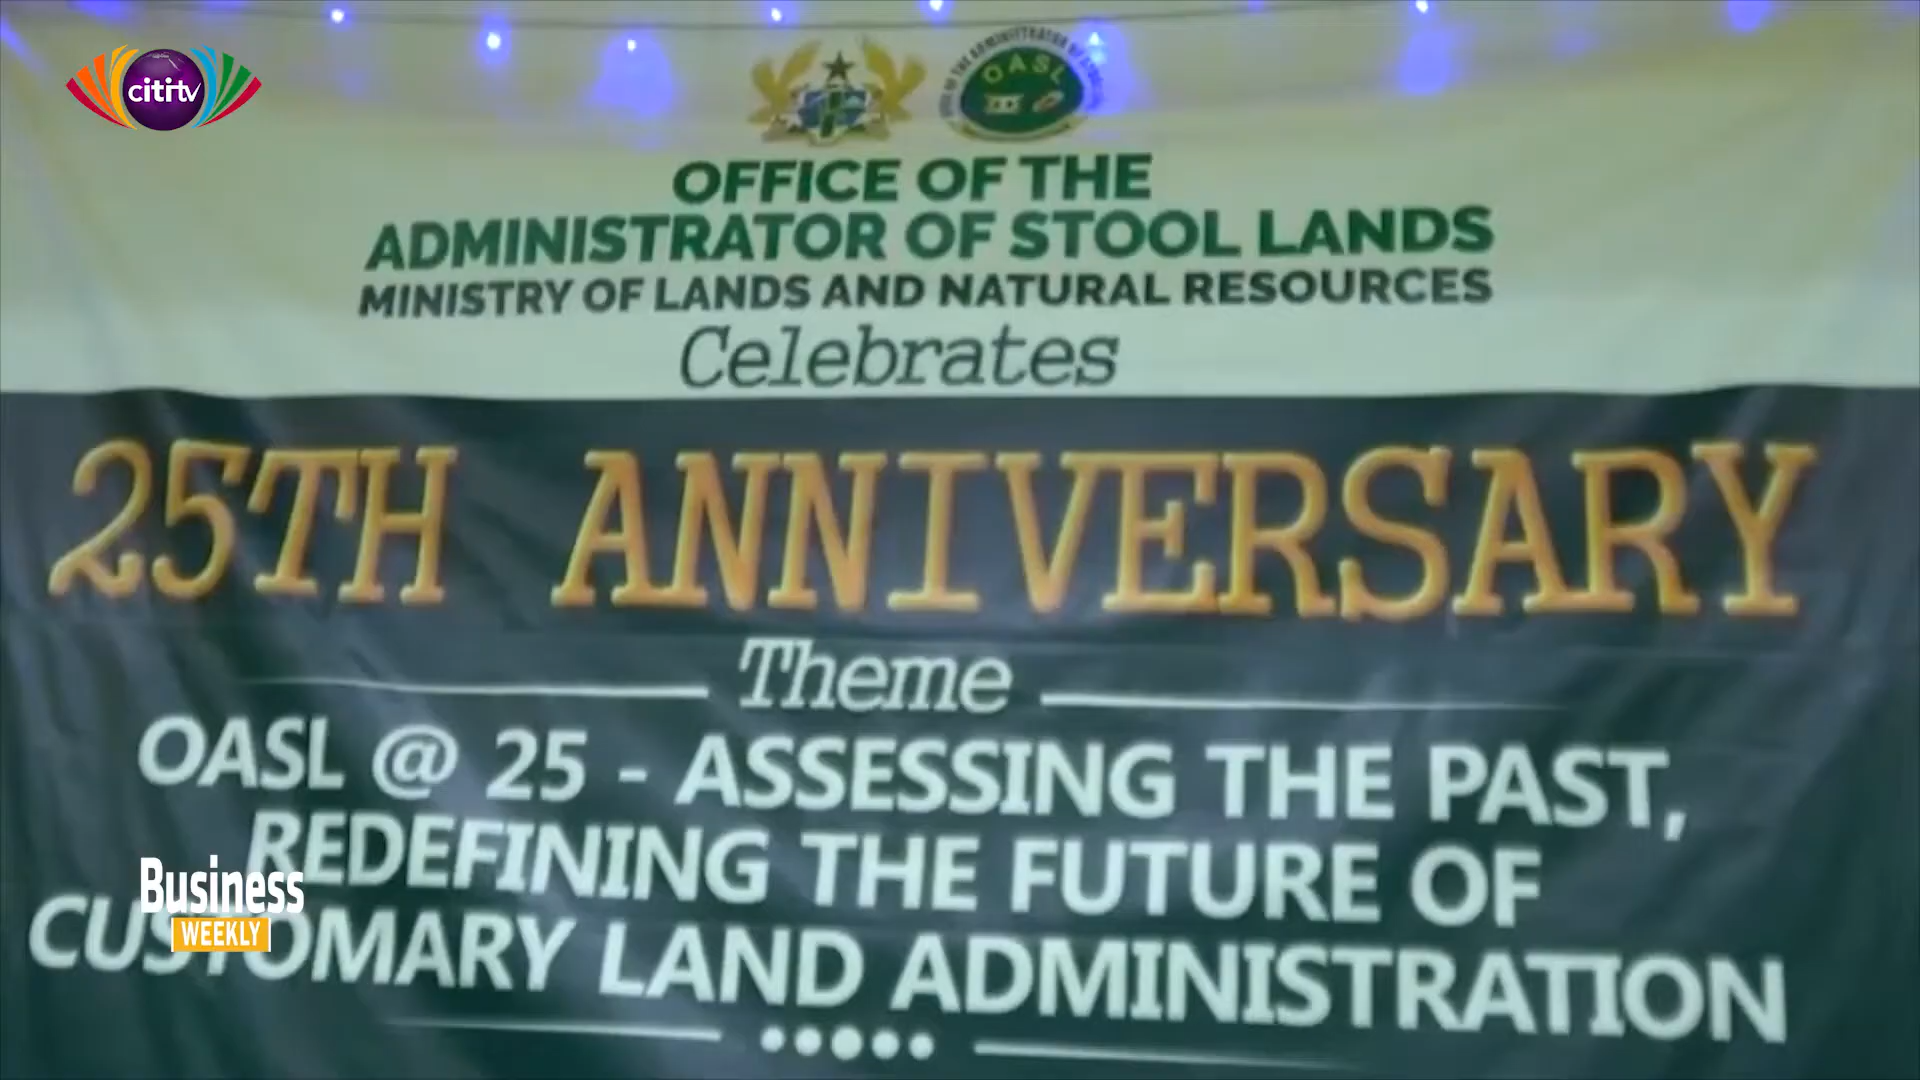 citi tv
OASL
OFFICE OF THE
ADMINISTRATOR OF STOOL LANDS
MINISTRY OF LANDS AND NATURAL RESOURCES
Celebrates
25TH ANNIVERSARY
Theme
OASL @ 25 - ASSESSING THE PAST,
REDEFINING THE FUTURE OF
CUSTOMARY LAND ADMINISTRATION
Business
WEEKLY